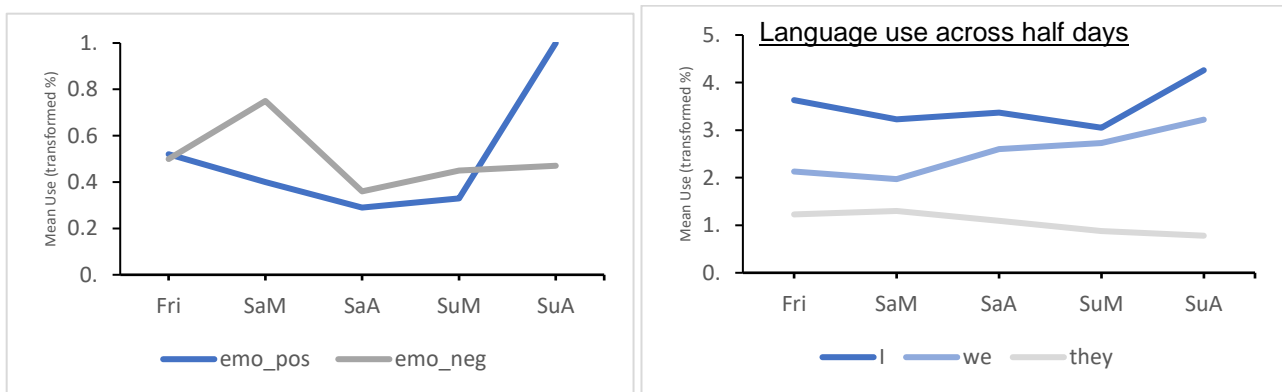 Mean Use (transformed %)
1.
0.8
0.6
0.4
0.2
0.
Fri SaM SaA SuM SuA
emo_pos emo_neg
Language use across half days
Mean Use (transformed %)
5.
4.
3.
2.
1.
0.
Fri SaM SaA SuM SuA
I we they